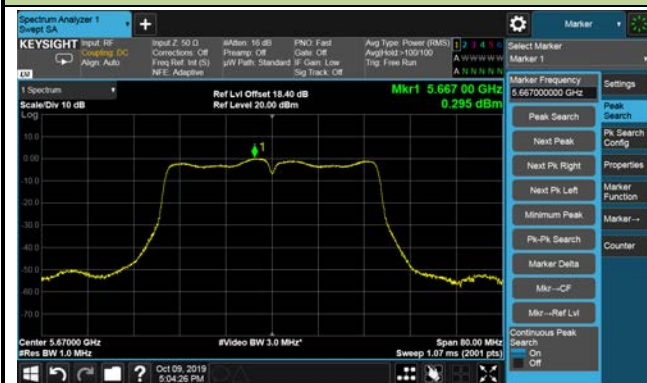 Spectrum Analyzer 1
Swept SA
Marker
KEYSIGHT
Input: RF
Coupling: DC
Align: Auto
Input Z: 50 Ω
Corrections: Off
Freq Ref: Int (S)
NFE: Adaptive
#Atten: 16 dB
Preamp: Off
µW Path: Standard
PNO: Fast
Gate: Off
IF Gain: Low
Sig Track: Off
Avg Type: Power (RMS)
Avg|Hold:>100/100
Trig: Free Run
1 2 3 4 5 6
A W W W W W
A N N N N N
Select Marker
Marker 1
LXI
1 Spectrum
Scale/Div 10 dB
Log
Ref Lvl Offset 18.40 dB
Ref Level 20.00 dBm
Mkr1 5.667 00 GHz
0.295 dBm
Marker Frequency
5.667000000 GHz
Peak Search
Next Peak
Next Pk Right
Next Pk Left
Minimum Peak
Pk-Pk Search
Marker Delta
Mkr→CF
Mkr→Ref Lvl
Continuous Peak
Search
On
Off
Settings
Peak
Search
Pk Search
Config
Properties
Marker
Function
Marker→
Counter
10.0
0.00
-10.0
-20.0
-30.0
-40.0
-50.0
-60.0
-70.0
1
Center 5.67000 GHz
#Res BW 1.0 MHz
#Video BW 3.0 MHz*
Span 80.00 MHz
Sweep 1.07 ms (2001 pts)
Oct 09, 2019
5:04:26 PM